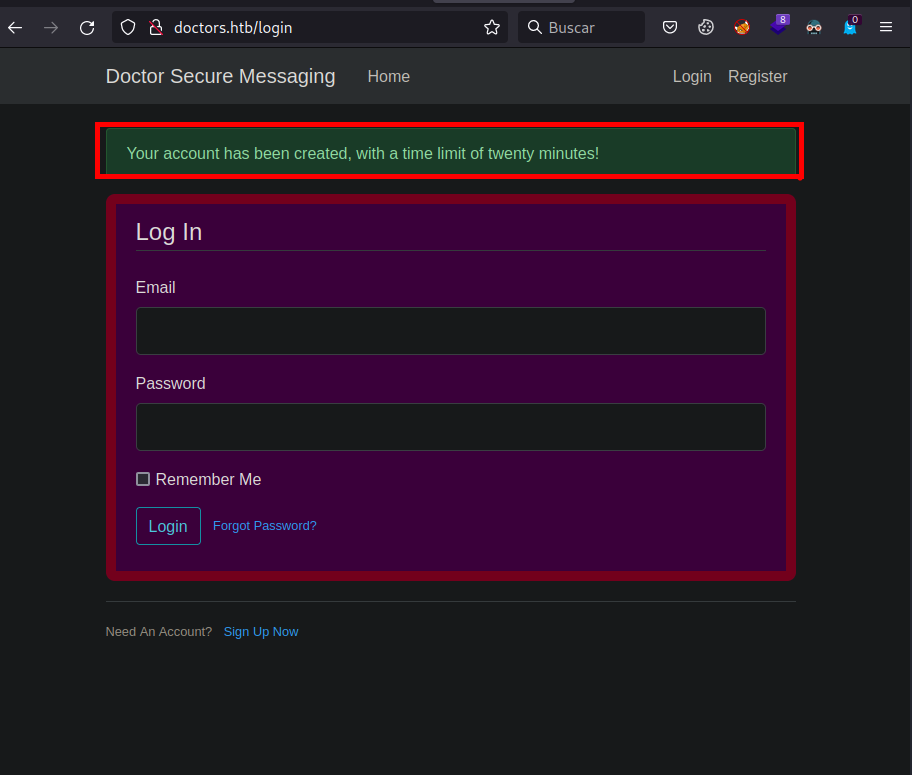 doctors.htb/login
Buscar
8
0
Doctor Secure Messaging Home Login Register
Your account has been created, with a time limit of twenty minutes!
Log In
Email
Password
Remember Me
Login Forgot Password?
Need An Account? Sign Up Now